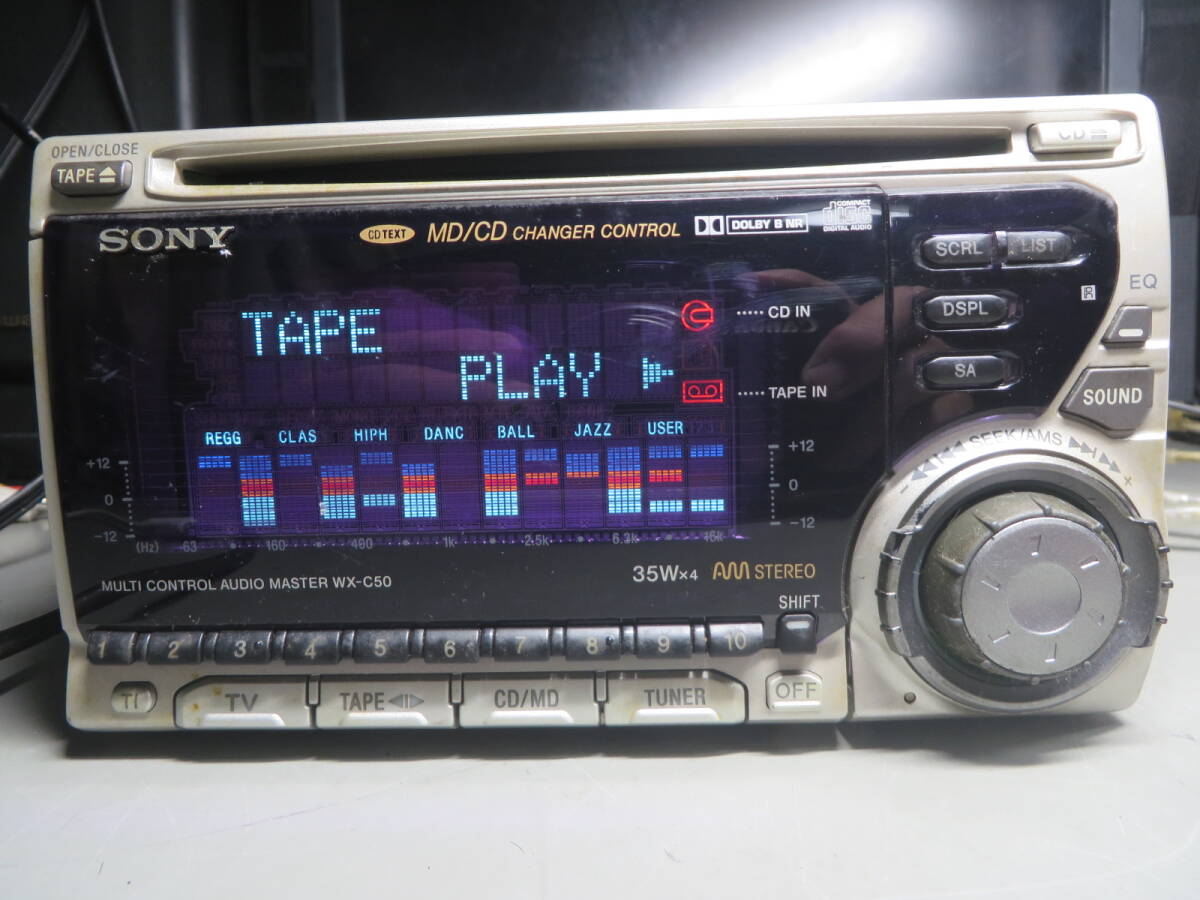 OPEN/CLOSE
TAPE
CD
SONY
CD TEXT MD/CD CHANGER CONTROL DOLBY B NR COMPACT disc DIGITAL AUDIO
SCRL LIST
EQ
DSPL
SA
SOUND
TAPE
PLAY
CD IN
TAPE IN
REGG CLAS HIPH DANC BALL JAZZ USER
+12 +12
0 0
-12 -12
(Hz) 63 160 400 1k 2.5k 6.3k 16k
- SEEK/AMS +
MULTI CONTROL AUDIO MASTER WX-C50
35W×4 AM STEREO
SHIFT
1 2 3 4 5 6 7 8 9 10
TI TV TAPE CD/MD TUNER OFF